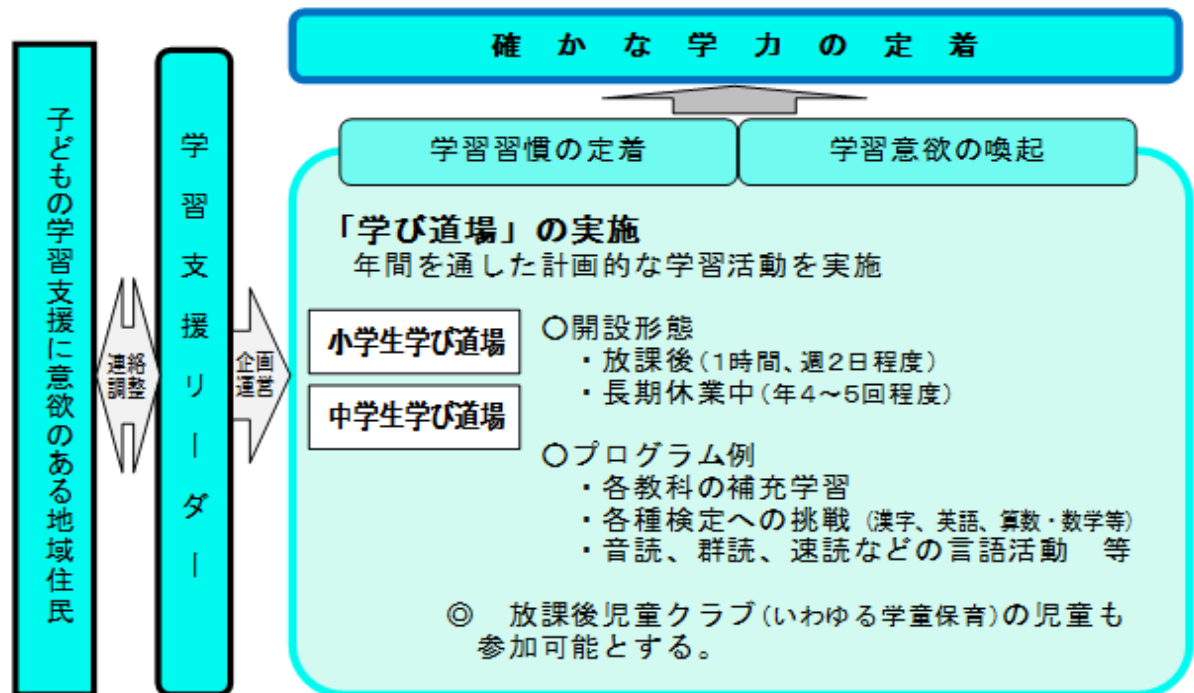 確かな学力の定着
子どもの学習支援に意欲のある地域住民
連絡
調整
学習支援リーダー
企画
運営
学習習慣の定着
学習意欲の喚起
「学び道場」の実施
年間を通した計画的な学習活動を実施
小学生学び道場
中学生学び道場
○開設形態
・放課後(1時間、週2日程度)
・長期休業中(年4～5回程度)
○プログラム例
・各教科の補充学習
・各種検定への挑戦 (漢字、英語、算数・数学等)
・音読、群読、速読などの言語活動 等
◎ 放課後児童クラブ(いわゆる学童保育)の児童も
参加可能とする。